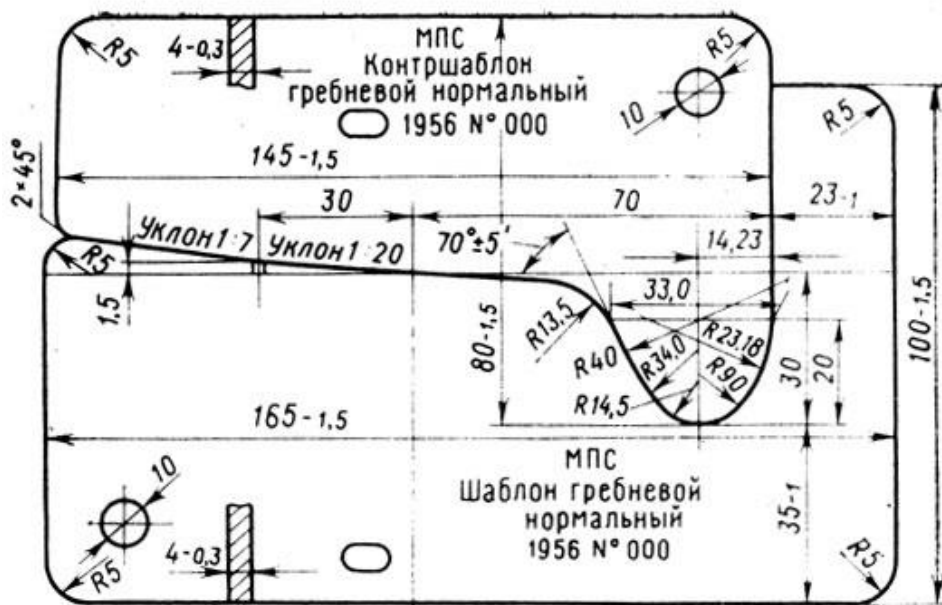 R5
4-0,3
МПС
Контршаблон
гребневой нормальный
1956 N° 000
R5
10
R5
2×45°
145-1,5
30
70
23-1
Уклон 1:7
Уклон 1:20
70°±5'
14,23
R5
1,5
80-1,5
33,0
R13,5
R40
R34,0
R23.18
R90
R14,5
30
20
100-1,5
165-1,5
МПС
Шаблон гребневой
нормальный
1956 N° 000
10
R5
4-0,3
35-1
R5